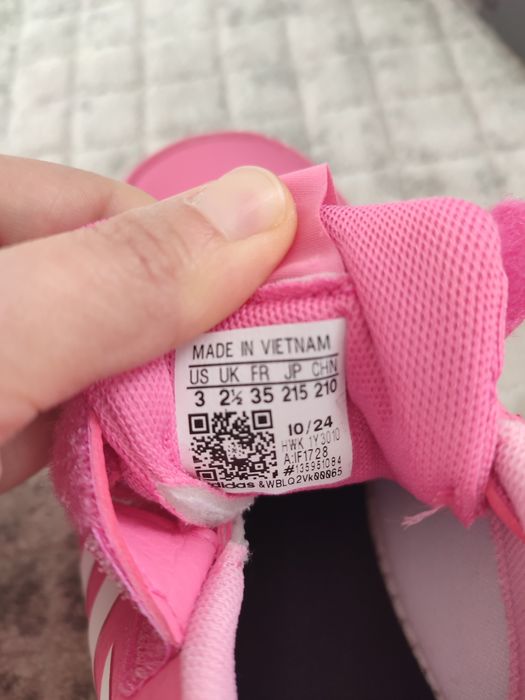 MADE IN VIETNAM
US UK FR JP CHN
3 2½ 35 215 210
10/24
HWK 1Y3010
A:IF1728
#135951084
adidas &WBLQ2Vk00065